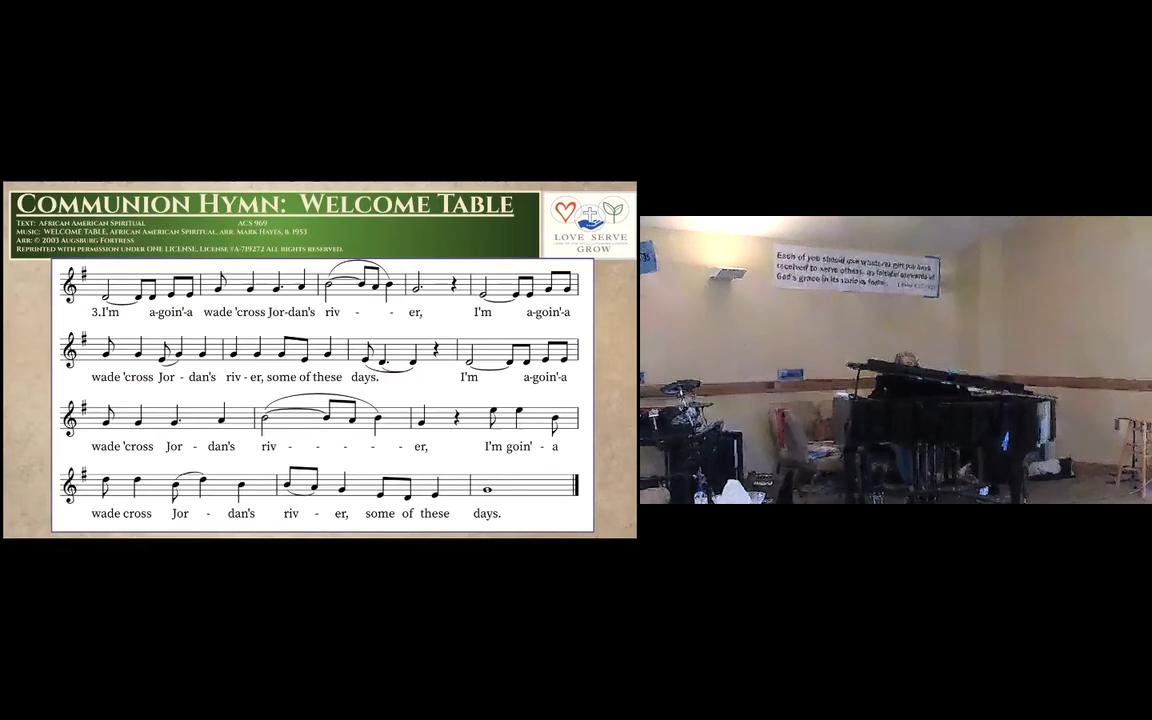 COMMUNION HYMN: WELCOME TABLE
TEXT: AFRICAN AMERICAN SPIRITUAL ACS 969
MUSIC: WELCOME TABLE, AFRICAN AMERICAN SPIRITUAL, ARR. MARK HAYES, B. 1953
ARR: © 2003 AUGSBURG FORTRESS
REPRINTED WITH PERMISSION UNDER ONE LICENSE, LICENSE #A-719272 ALL RIGHTS RESERVED.
LOVE SERVE
GROW
3.I'm a-goin'-a wade 'cross Jor-dan's riv - - er, I'm a-goin'-a
wade 'cross Jor - dan's riv - er, some of these days. I'm a-goin'-a
wade 'cross Jor - dan's riv - - er, I'm goin' - a
wade cross Jor - dan's riv - er, some of these days.
Each of you should use whatever gift you have
received to serve others, as faithful stewards of
God's grace in its various forms.